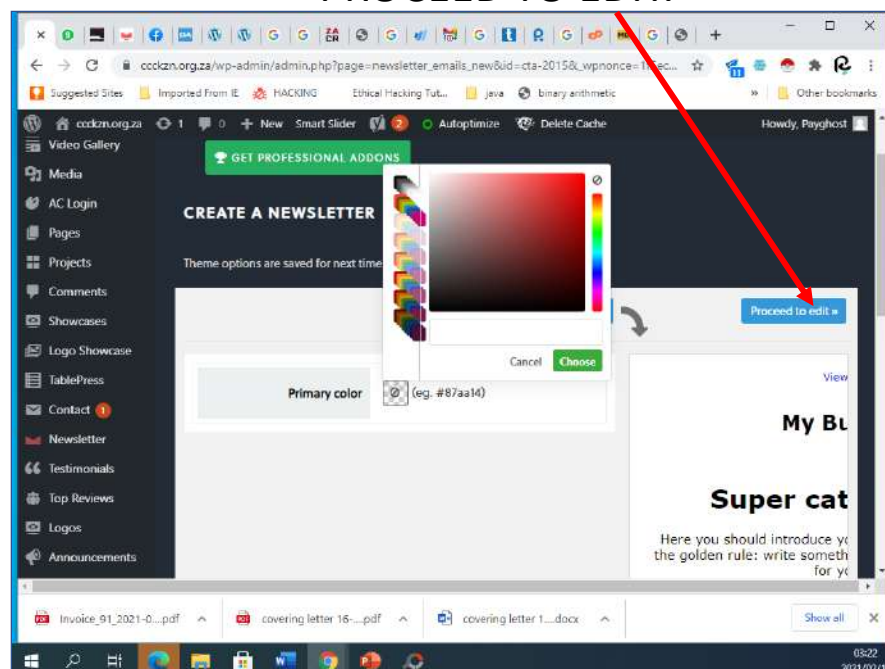 PROCEED TO EDIT
ccckzn.org.za/wp-admin/admin.php?page=newsletter_emails_new&id=cta-2015&_wpnonce=
Suggested Sites Imported From IE HACKING Ethical Hacking Tut... java binary arithmetic » Other bookmarks
ccckzn.org.za 1 0 + New Smart Slider 2 Autoptimize Delete Cache Howdy, Payghost
Video Gallery
GET PROFESSIONAL ADDONS
Media
AC Login
CREATE A NEWSLETTER
Pages
Projects
Theme options are saved for next time
Comments
Showcases
Proceed to edit »
Logo Showcase
Cancel Choose
TablePress
View
Primary color (eg. #87aa14)
Contact 1
My Bu
Newsletter
Testimonials
Top Reviews
Super cat
Logos
Here you should introduce yo
the golden rule: write someth
for yo
Announcements
Invoice_91_2021-0....pdf covering letter 16-....pdf covering letter 1....docx Show all
03:22